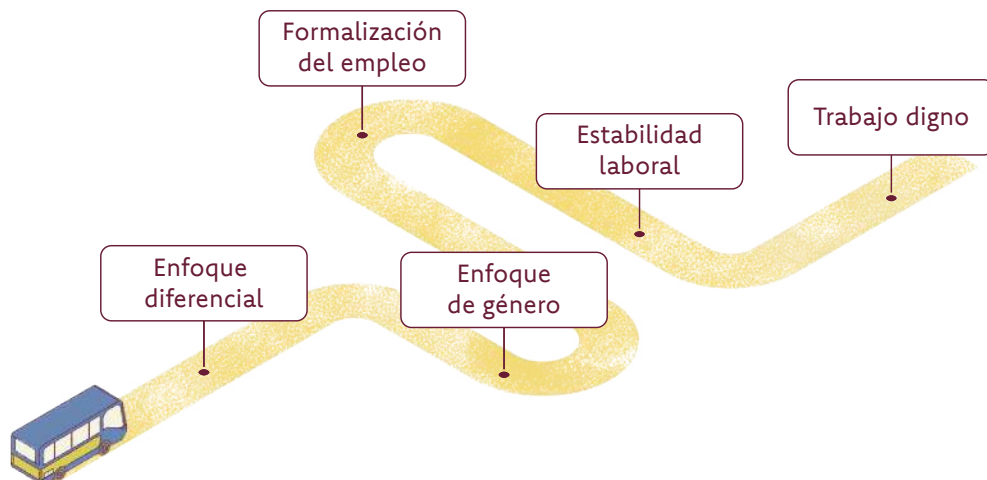 Formalización
del empleo
Estabilidad
laboral
Trabajo digno
Enfoque
diferencial
Enfoque
de género